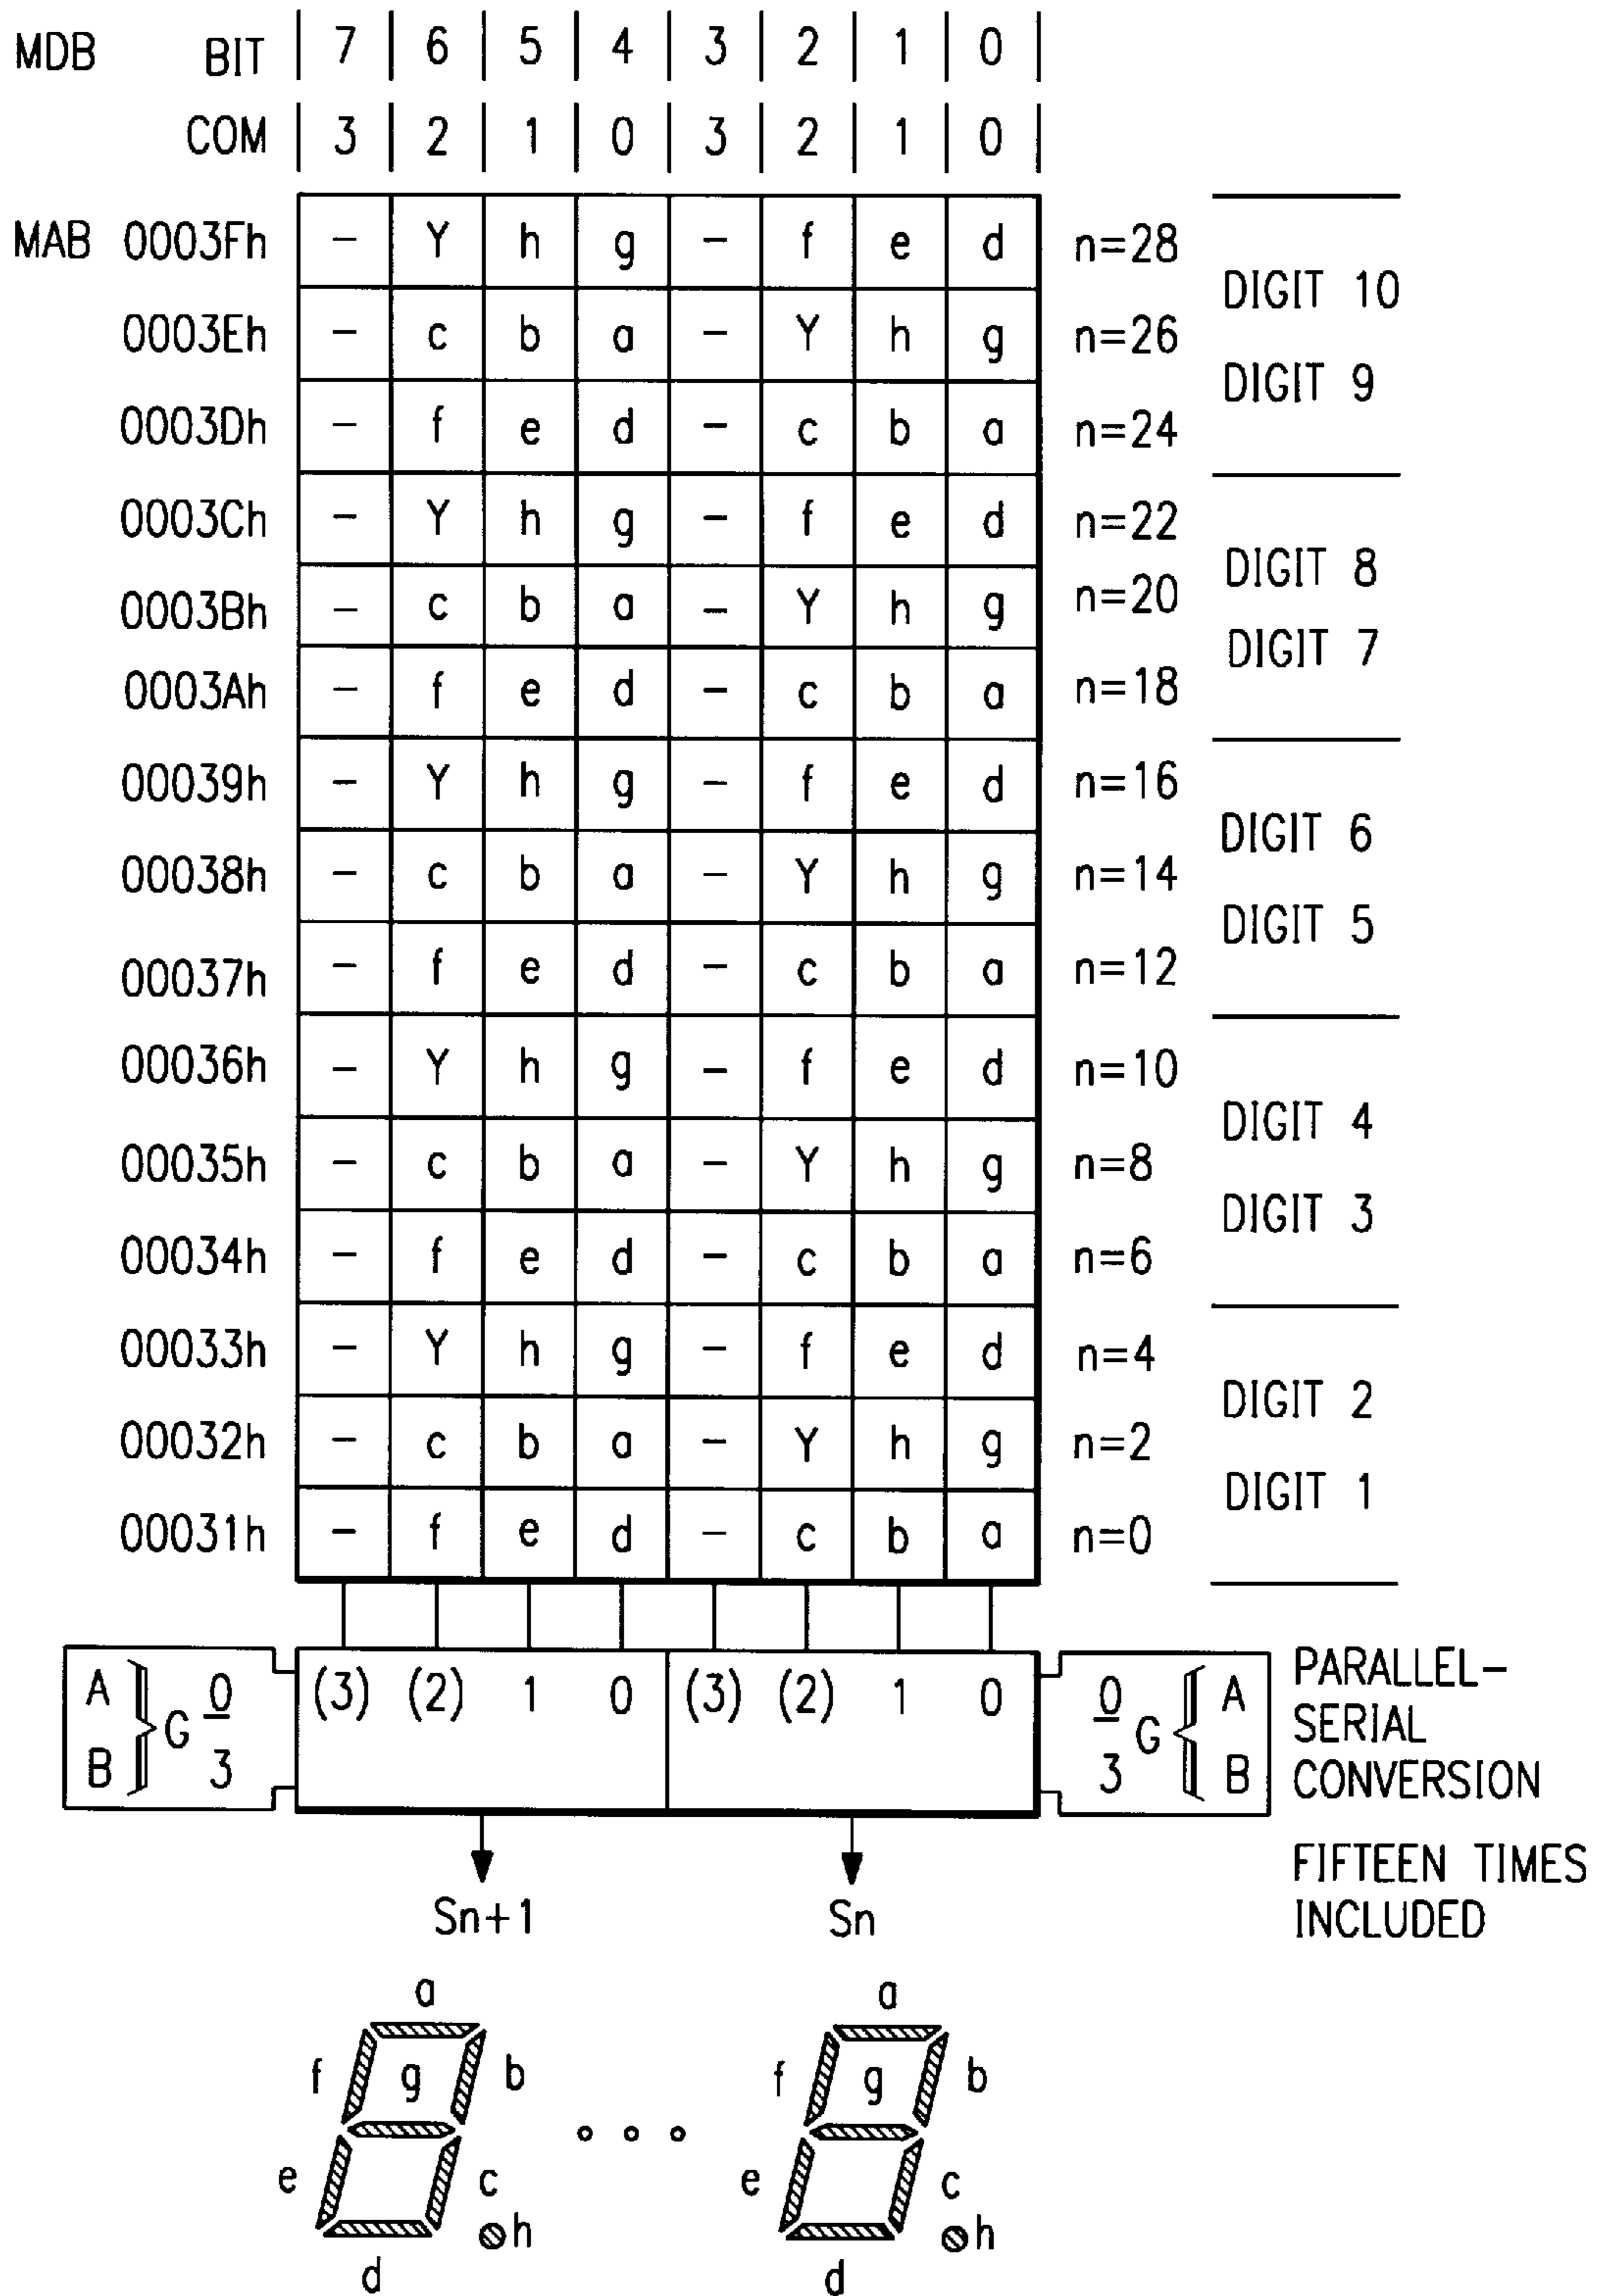 MDB BIT 7 6 5 4 3 2 1 0
COM 3 2 1 0 3 2 1 0
MAB 0003Fh - Y h g - f e d n=28
DIGIT 10
0003Eh - c b a - Y h g n=26
DIGIT 9
0003Dh - f e d - c b a n=24
0003Ch - Y h g - f e d n=22
DIGIT 8
0003Bh - c b a - Y h g n=20
DIGIT 7
0003Ah - f e d - c b a n=18
00039h - Y h g - f e d n=16
DIGIT 6
00038h - c b a - Y h g n=14
DIGIT 5
00037h - f e d - c b a n=12
00036h - Y h g - f e d n=10
DIGIT 4
00035h - c b a - Y h g n=8
DIGIT 3
00034h - f e d - c b a n=6
00033h - Y h g - f e d n=4
DIGIT 2
00032h - c b a - Y h g n=2
DIGIT 1
00031h - f e d - c b a n=0
A B G 0 3
(3) (2) 1 0 (3) (2) 1 0
0 3 G A B
PARALLEL-
SERIAL
CONVERSION
FIFTEEN TIMES
INCLUDED
Sn+1 Sn
a a
f g b f g b
e c e c
h h
d d